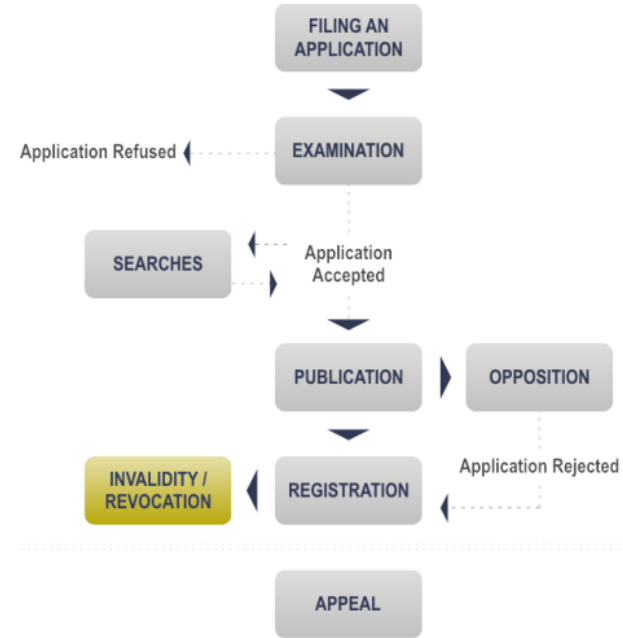 FILING AN
APPLICATION
Application Refused
EXAMINATION
SEARCHES
Application
Accepted
PUBLICATION
OPPOSITION
Application Rejected
INVALIDITY /
REVOCATION
REGISTRATION
APPEAL